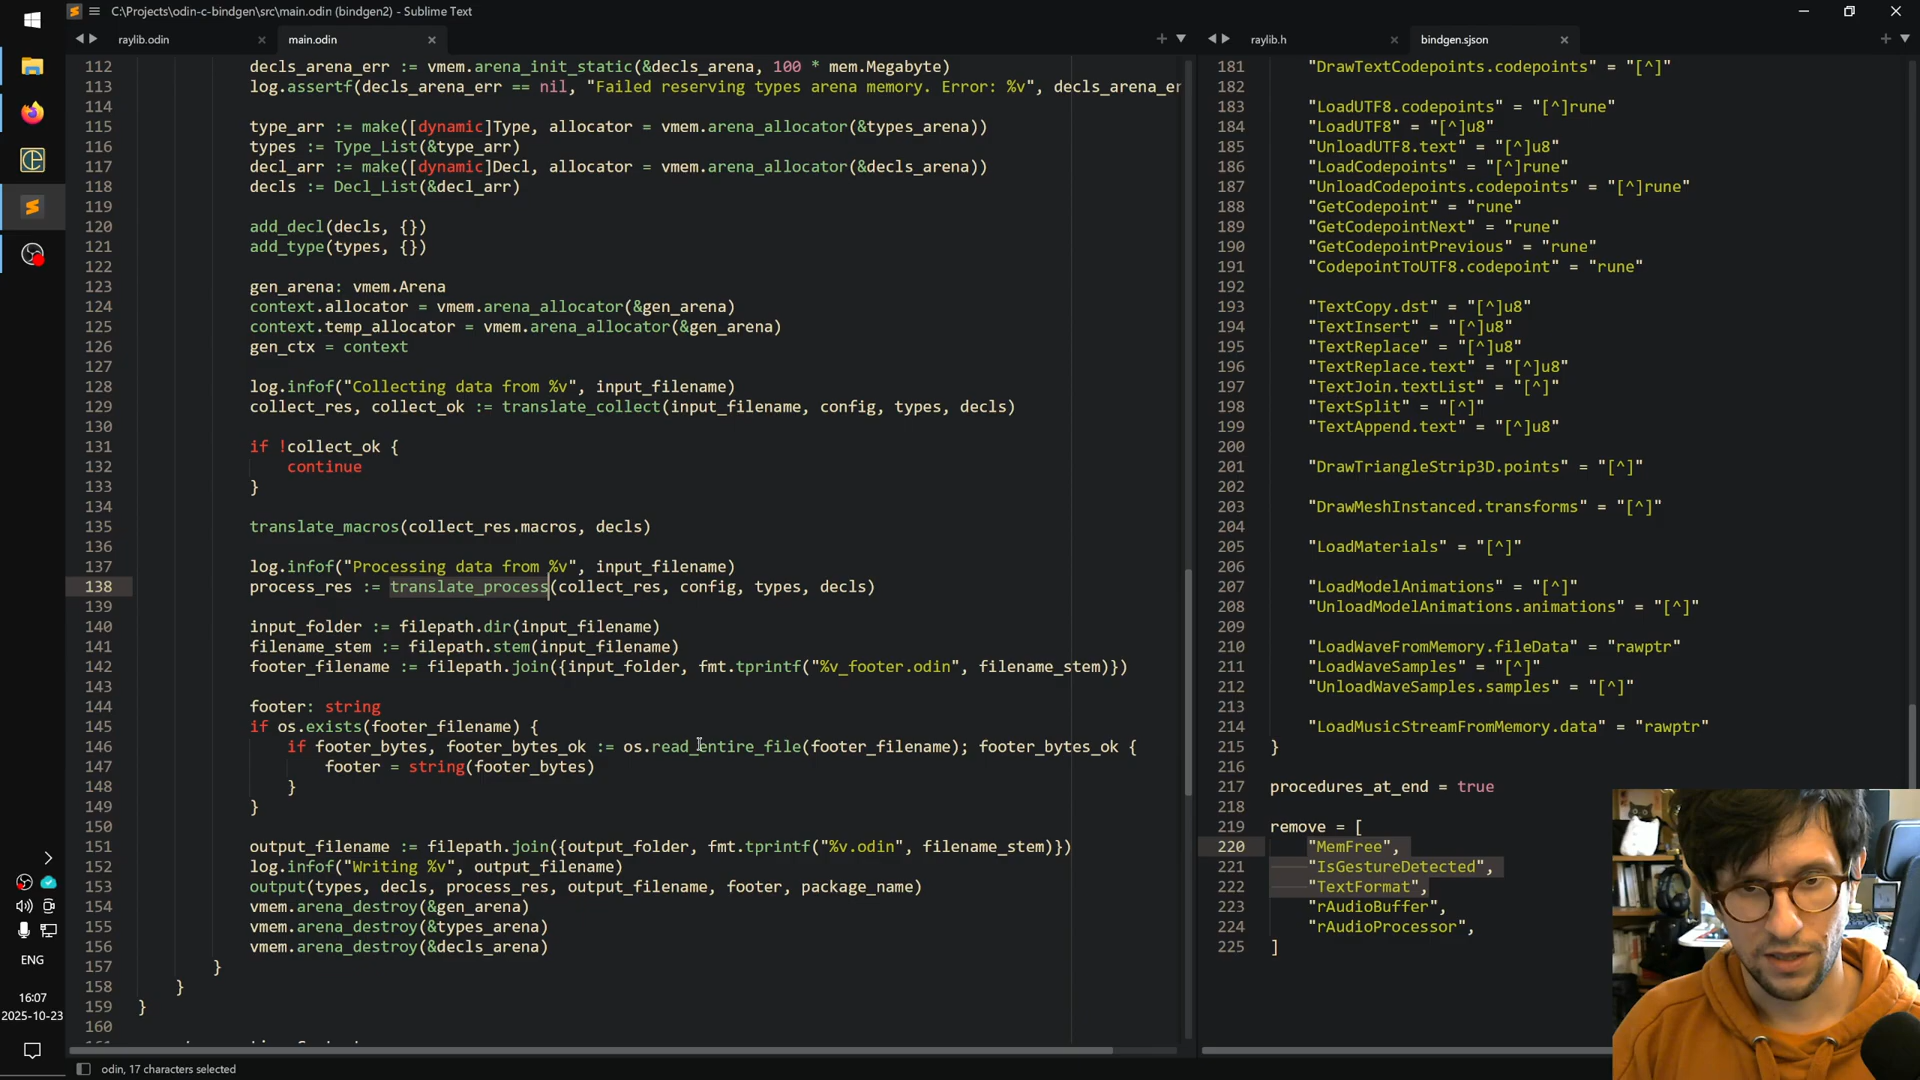 C:\Projects\odin-c-bindgen\src\main.odin (bindgen2) - Sublime Text
raylib.odin
main.odin
112 decls_arena_err := vmem.arena_init_static(&decls_arena, 100 * mem.Megabyte)
113 log.assertf(decls_arena_err == nil, "Failed reserving types arena memory. Error: %v", decls_arena_er
114
115 type_arr := make([dynamic]Type, allocator = vmem.arena_allocator(&types_arena))
116 types := Type_List(&type_arr)
117 decl_arr := make([dynamic]Decl, allocator = vmem.arena_allocator(&decls_arena))
118 decls := Decl_List(&decl_arr)
119
120 add_decl(decls, {})
121 add_type(types, {})
122
123 gen_arena: vmem.Arena
124 context.allocator = vmem.arena_allocator(&gen_arena)
125 context.temp_allocator = vmem.arena_allocator(&gen_arena)
126 gen_ctx = context
127
128 log.infof("Collecting data from %v", input_filename)
129 collect_res, collect_ok := translate_collect(input_filename, config, types, decls)
130
131 if !collect_ok {
132 continue
133 }
134
135 translate_macros(collect_res.macros, decls)
136
137 log.infof("Processing data from %v", input_filename)
138 process_res := translate_process(collect_res, config, types, decls)
139
140 input_folder := filepath.dir(input_filename)
141 filename_stem := filepath.stem(input_filename)
142 footer_filename := filepath.join({input_folder, fmt.tprintf("%v_footer.odin", filename_stem)})
143
144 footer: string
145 if os.exists(footer_filename) {
146 if footer_bytes, footer_bytes_ok := os.read_entire_file(footer_filename); footer_bytes_ok {
147 footer = string(footer_bytes)
148 }
149 }
150
151 output_filename := filepath.join({output_folder, fmt.tprintf("%v.odin", filename_stem)})
152 log.infof("Writing %v", output_filename)
153 output(types, decls, process_res, output_filename, footer, package_name)
154 vmem.arena_destroy(&gen_arena)
155 vmem.arena_destroy(&types_arena)
156 vmem.arena_destroy(&decls_arena)
157 }
158 }
159 }
160
raylib.h
bindgen.sjson
181 "DrawTextCodepoints.codepoints" = "[^]"
182
183 "LoadUTF8.codepoints" = "[^]rune"
184 "LoadUTF8" = "[^]u8"
185 "UnloadUTF8.text" = "[^]u8"
186 "LoadCodepoints" = "[^]rune"
187 "UnloadCodepoints.codepoints" = "[^]rune"
188 "GetCodepoint" = "rune"
189 "GetCodepointNext" = "rune"
190 "GetCodepointPrevious" = "rune"
191 "CodepointToUTF8.codepoint" = "rune"
192
193 "TextCopy.dst" = "[^]u8"
194 "TextInsert" = "[^]u8"
195 "TextReplace" = "[^]u8"
196 "TextReplace.text" = "[^]u8"
197 "TextJoin.textList" = "[^]"
198 "TextSplit" = "[^]"
199 "TextAppend.text" = "[^]u8"
200
201 "DrawTriangleStrip3D.points" = "[^]"
202
203 "DrawMeshInstanced.transforms" = "[^]"
204
205 "LoadMaterials" = "[^]"
206
207 "LoadModelAnimations" = "[^]"
208 "UnloadModelAnimations.animations" = "[^]"
209
210 "LoadWaveFromMemory.fileData" = "rawptr"
211 "LoadWaveSamples" = "[^]"
212 "UnloadWaveSamples.samples" = "[^]"
213
214 "LoadMusicStreamFromMemory.data" = "rawptr"
215 }
216
217 procedures_at_end = true
218
219 remove = [
220 "MemFree",
221 "IsGestureDetected",
222 "TextFormat",
223 "rAudioBuffer",
224 "rAudioProcessor",
225 ]
ENG
16:07
2025-10-23
odin, 17 characters selected